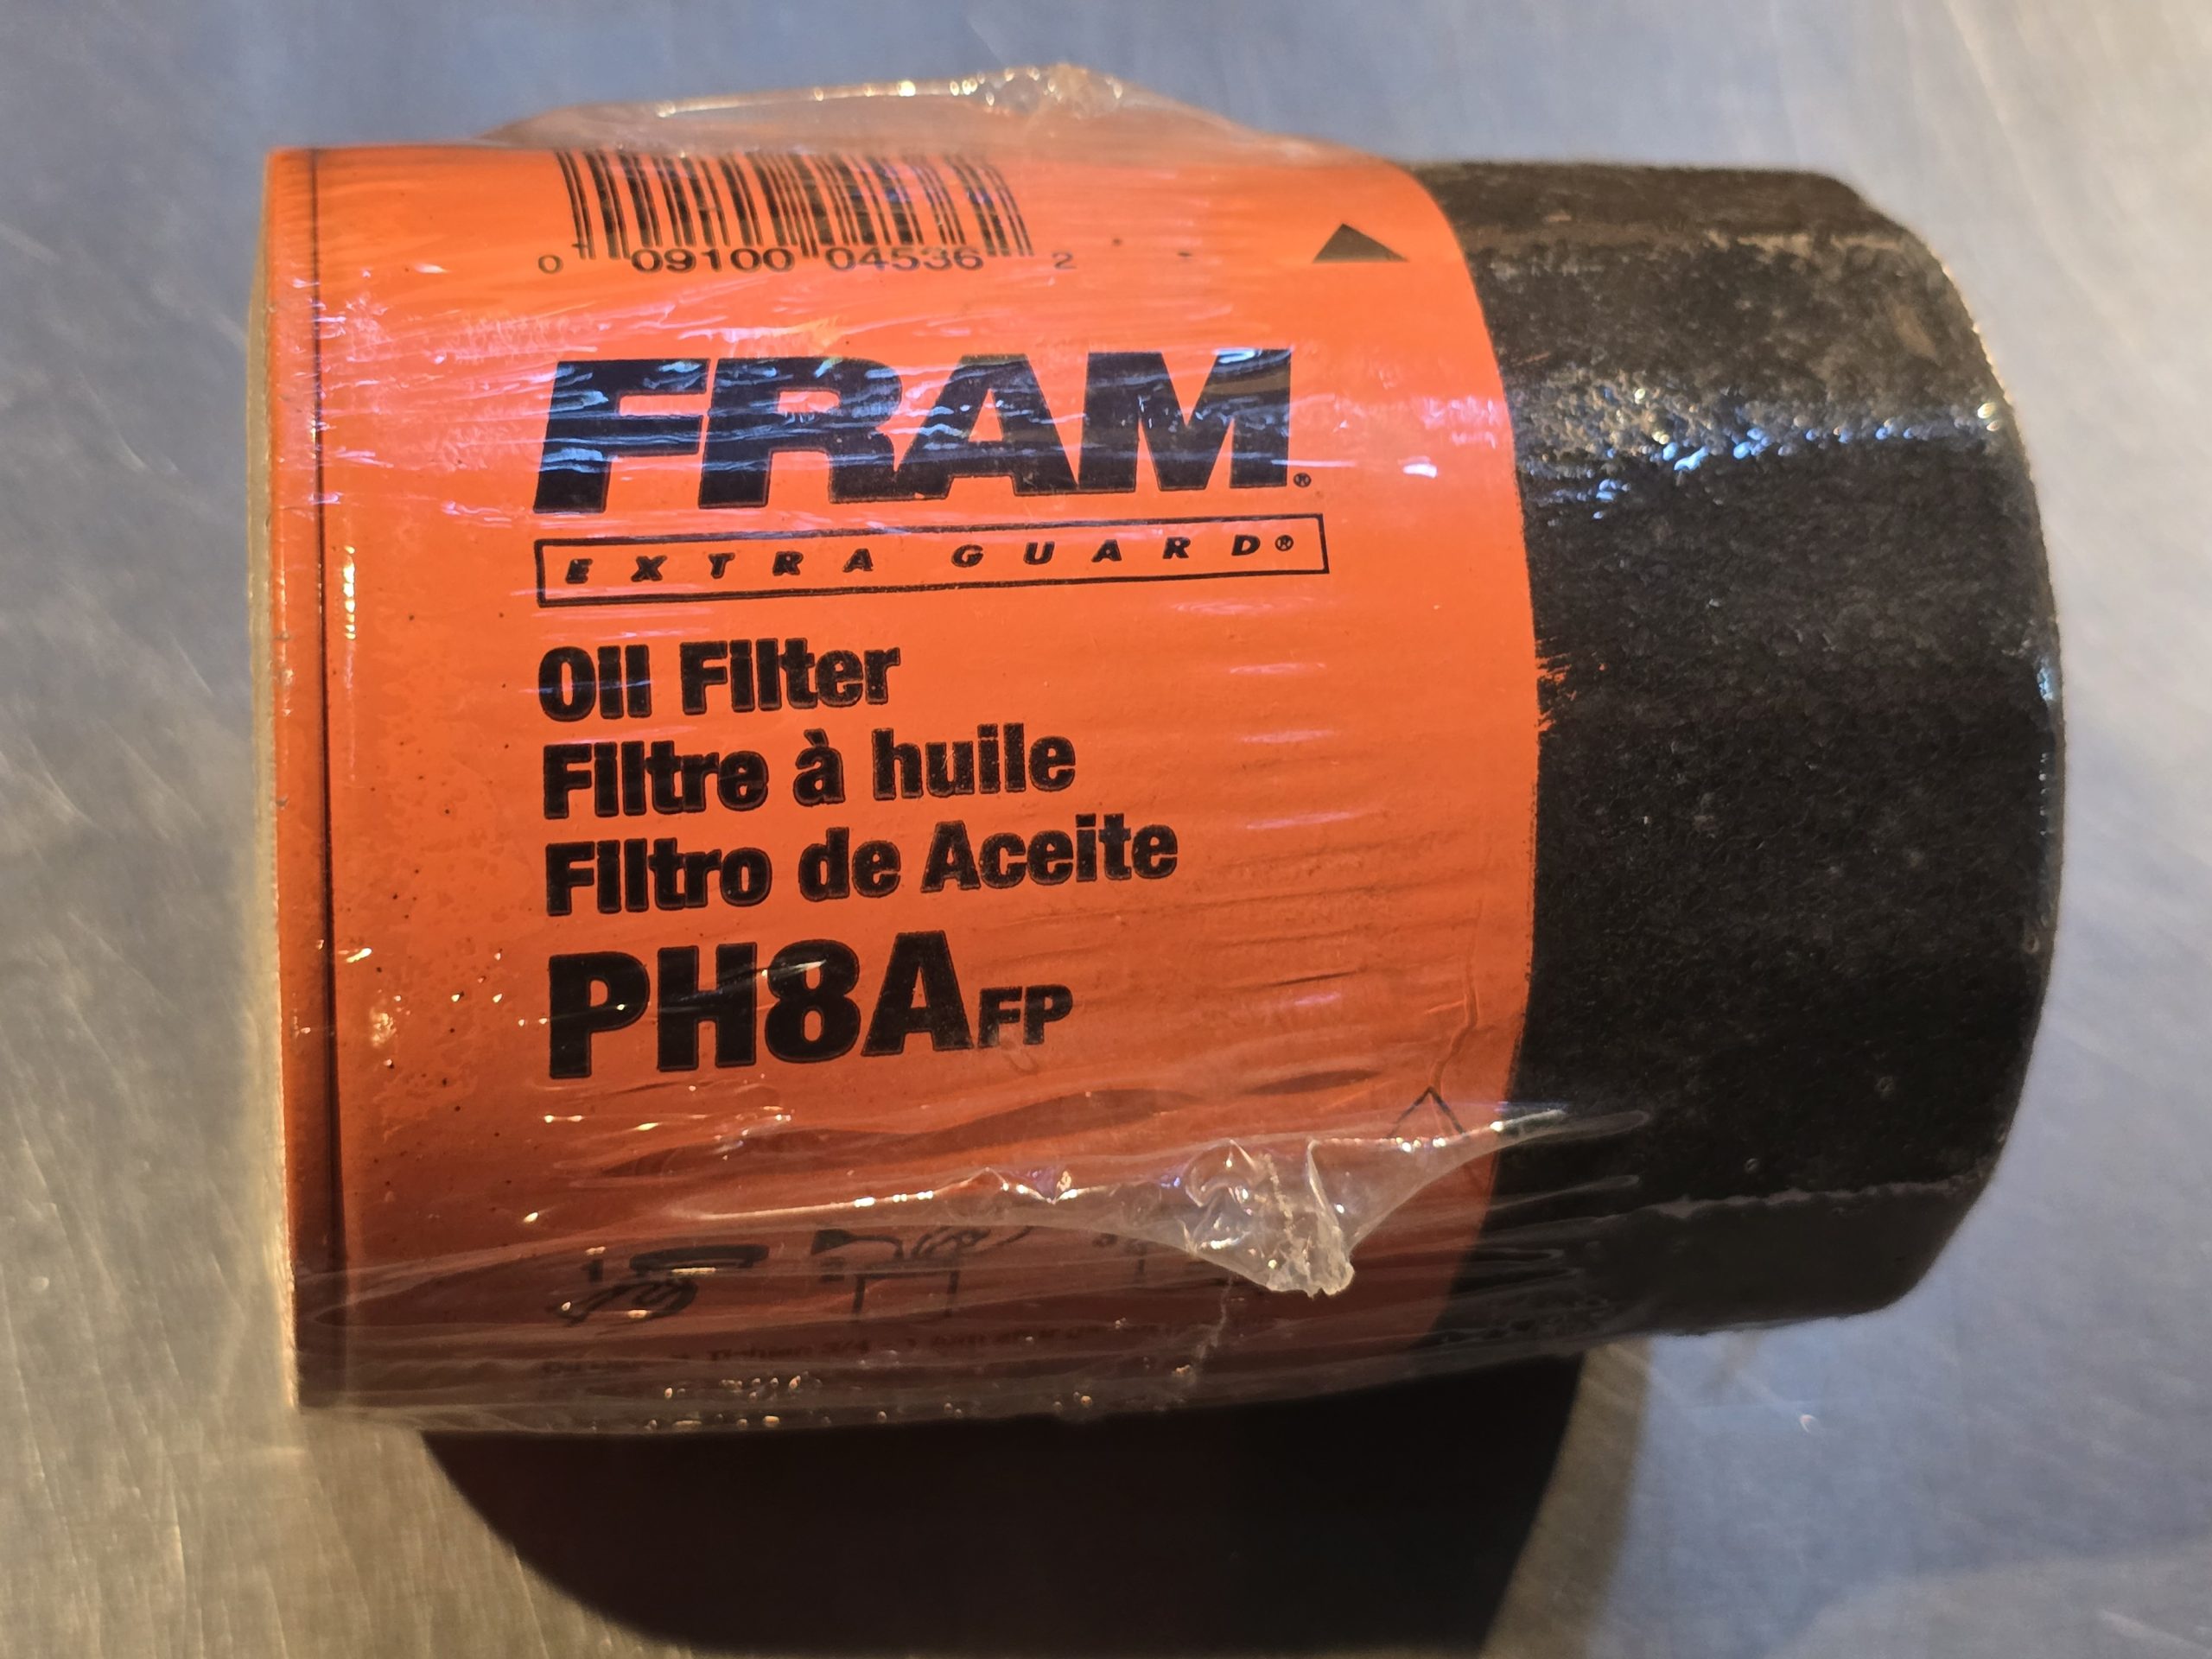 0 09100 04536 2
FRAM®
EXTRA GUARD®
Oil Filter
Filtre à huile
Filtro de Aceite
PH8AFP